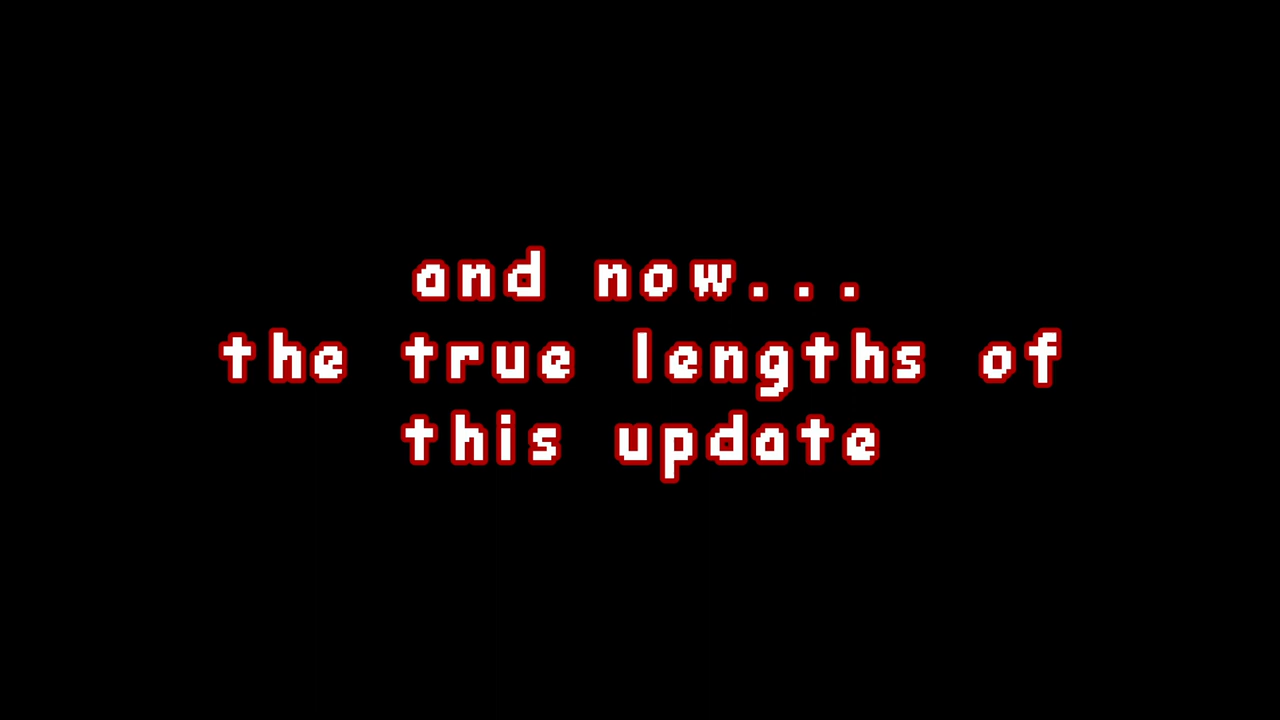 and now...
the true lengths of
this update